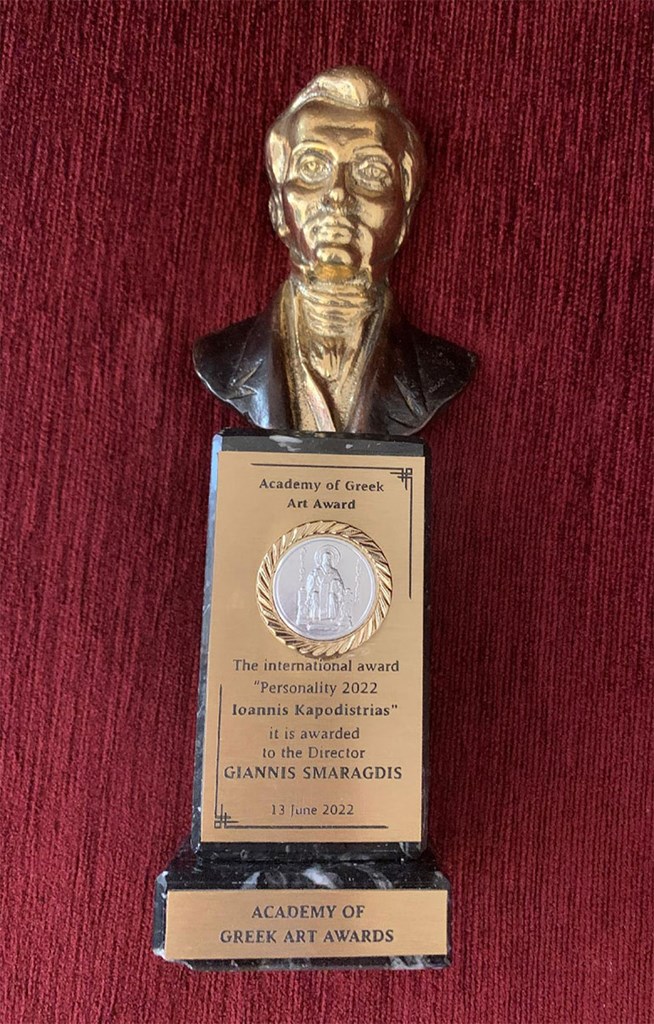 Academy of Greek
Art Award
The international award
"Personality 2022
Ioannis Kapodistrias"
it is awarded
to the Director
GIANNIS SMARAGDIS
13 June 2022
ACADEMY OF
GREEK ART AWARDS